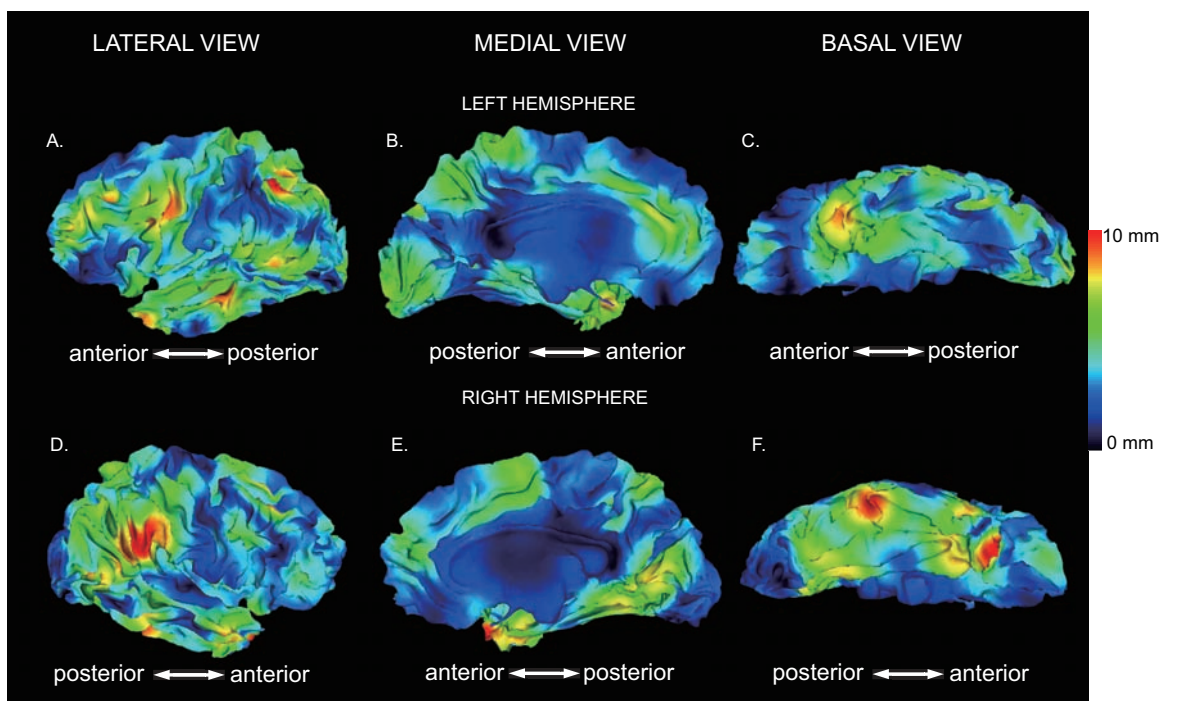 LATERAL VIEW MEDIAL VIEW BASAL VIEW
LEFT HEMISPHERE
A. B. C.
10 mm
anterior posterior posterior anterior anterior posterior
RIGHT HEMISPHERE
D. E. F.
0 mm
posterior anterior anterior posterior posterior anterior